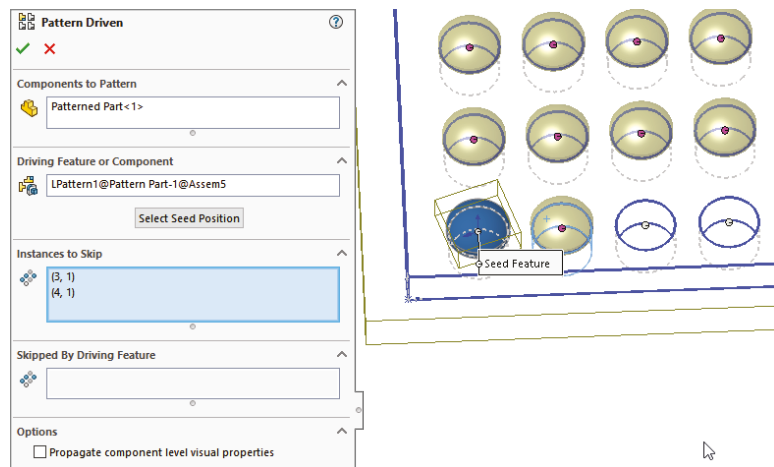 Pattern Driven
Components to Pattern
Patterned Part<1>
Driving Feature or Component
LPattern1@Pattern Part-1@Assem5
Select Seed Position
Instances to Skip
(3, 1)
(4, 1)
Skipped By Driving Feature
Options
Propagate component level visual properties
Seed Feature